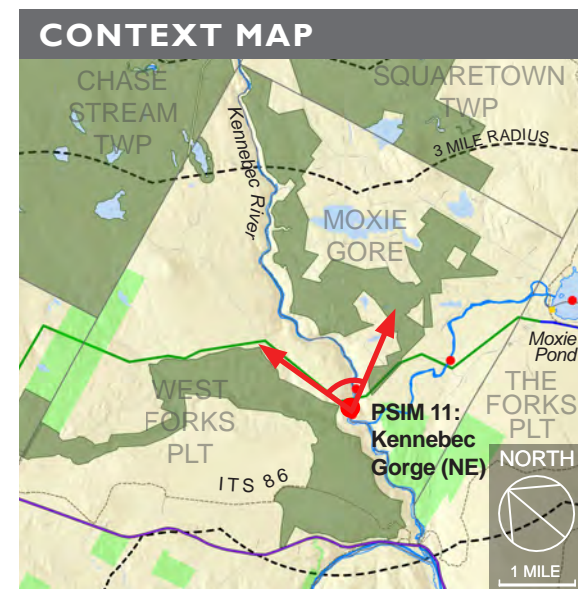 CONTEXT MAP
CHASE
STREAM
TWP
SQUARETOWN
TWP
Kennebec River
3 MILE RADIUS
MOXIE
GORE
Moxie
Pond
WEST
FORKS
PLT
THE
FORKS
PLT
PSIM 11:
Kennebec
Gorge (NE)
ITS 86
NORTH
1 MILE